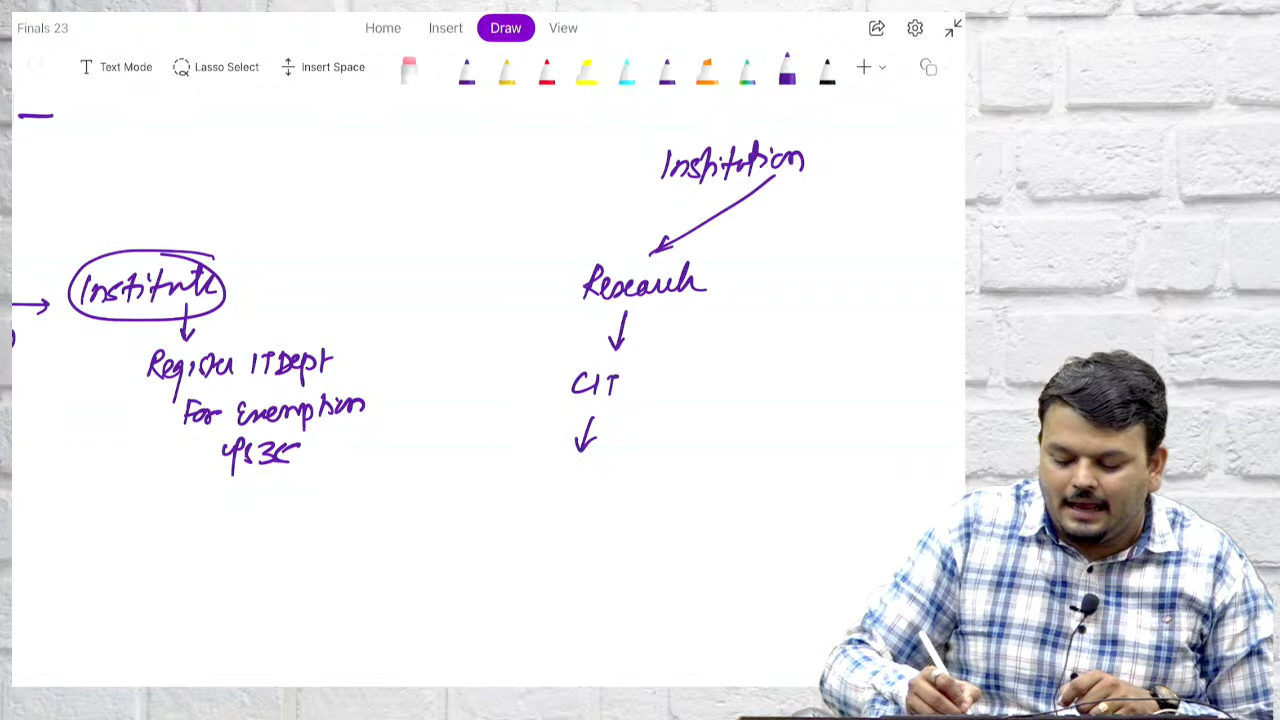 Finals 23
Home Insert Draw View
Text Mode Lasso Select Insert Space
Institution
Institute
Research
Register IT Dept
For Exemption
CIT